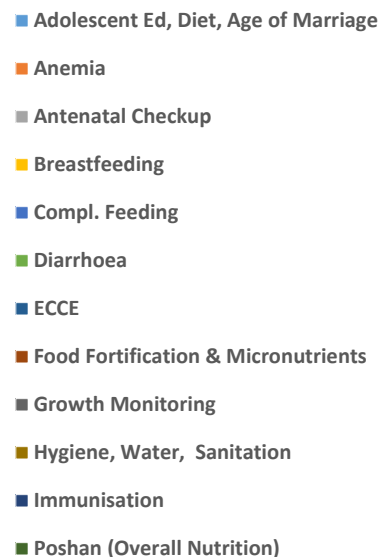 Adolescent Ed, Diet, Age of Marriage
Anemia
Antenatal Checkup
Breastfeeding
Compl. Feeding
Diarrhoea
ECCE
Food Fortification & Micronutrients
Growth Monitoring
Hygiene, Water,  Sanitation
Immunisation
Poshan (Overall Nutrition)